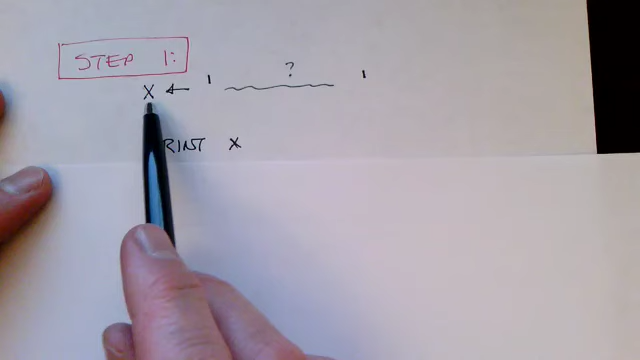 STEP 1:
X ← ' ? '
RINT X